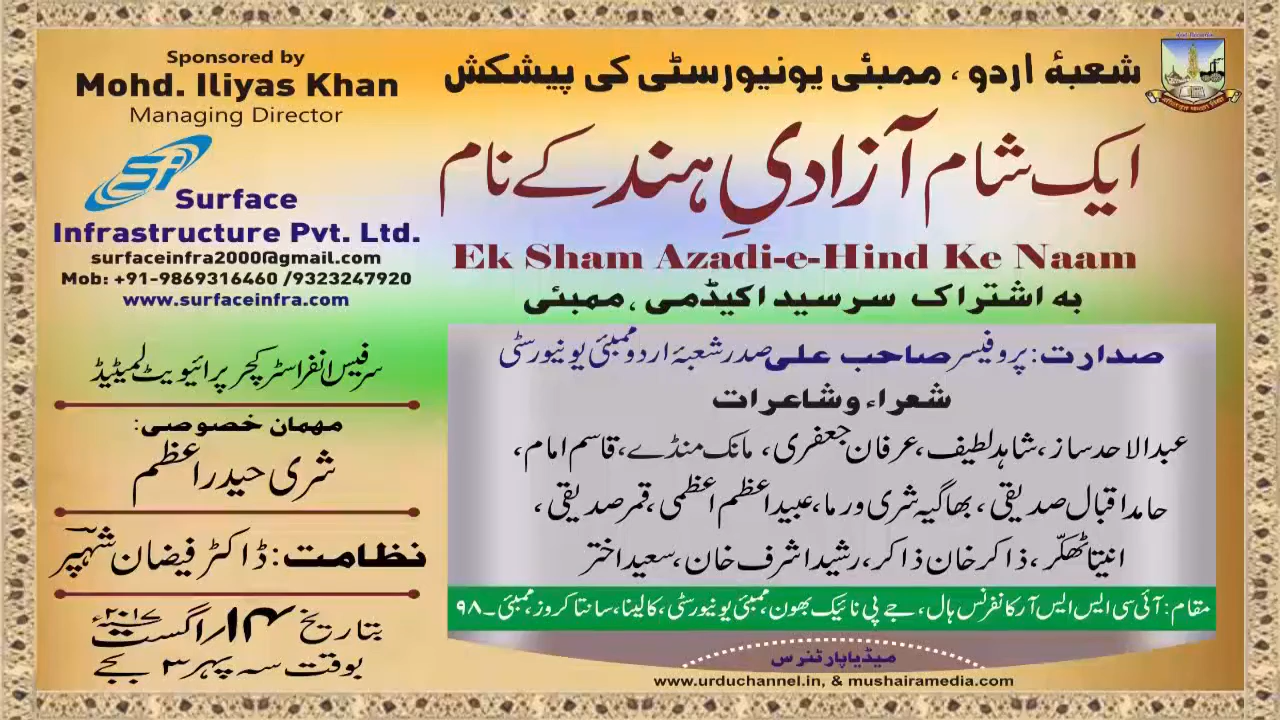 Sponsored by
Mohd. Iliyas Khan
Managing Director
Si
Surface
Infrastructure Pvt. Ltd.
surfaceinfra2000@gmail.com
Mob: +91-9869316460 /9323247920
www.surfaceinfra.com
سرفیس انفراسٹرکچر پرائیویٹ لمیٹیڈ
مہمان خصوصی:
شری حیدر اعظم
نظامت: ڈاکٹر فیضان شہپر
بتاریخ ۱۴/اگست ۲۰۱۷ء
بوقت سہ پہر ۳ بجے
شعبۂ اردو ، ممبئی یونیورسٹی کی پیشکش
ایک شام آزادیِ ہند کے نام
Ek Sham Azadi-e-Hind Ke Naam
به اشتراک سرسید اکیڈمی ، ممبئی
صدارت: پروفیسر صاحب علی صدر شعبۂ اردو ممبئی یونیورسٹی
شعراء و شاعرات
عبدالاحد ساز، شاہد لطیف، عرفان جعفری، مانک منڈے، قاسم امام،
حامد اقبال صدیقی، بھاگیہ شری ورما، عبید اعظم اعظمی، قمر صدیقی،
انیتا ٹھکّر، ذاکر خان ذاکر، رشید اشرف خان، سعید اختر
مقام: آئی سی ایس ایس آر کانفرنس ہال، جے پی نائیک بھون، ممبئی یونیورسٹی، کالینا، سانتا کروز، ممبئی۔۹۸
میڈیا پارٹنرس
www.urduchannel.in, & mushairamedia.com